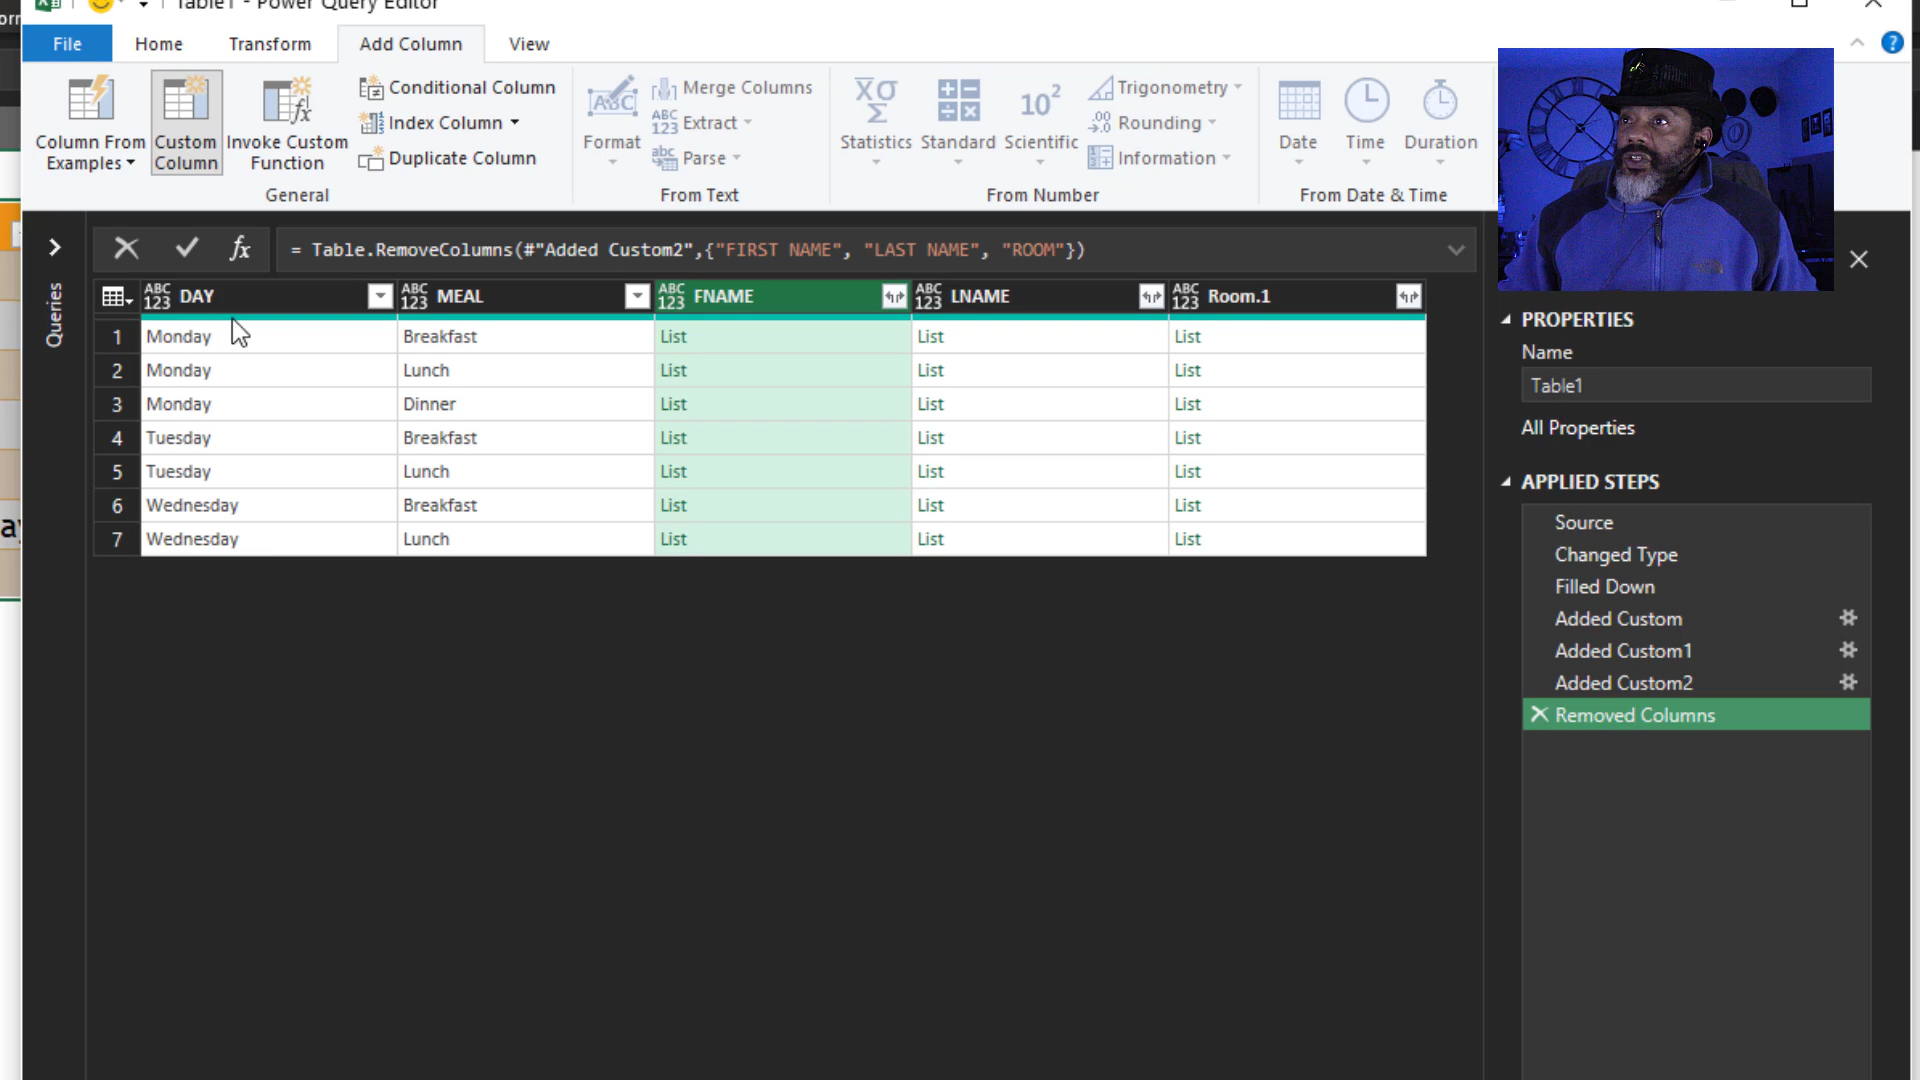 Table1 - Power Query Editor
File Home Transform Add Column View
Column From Examples
Custom Column
Invoke Custom Function
Conditional Column
Index Column
Duplicate Column
General
Format
Merge Columns
Extract
Parse
From Text
Statistics
Standard
Scientific
Trigonometry
Rounding
Information
From Number
Date
Time
Duration
From Date & Time
= Table.RemoveColumns(#"Added Custom2",{"FIRST NAME", "LAST NAME", "ROOM"})
Queries
DAY MEAL FNAME LNAME Room.1
1 Monday Breakfast List List List
2 Monday Lunch List List List
3 Monday Dinner List List List
4 Tuesday Breakfast List List List
5 Tuesday Lunch List List List
6 Wednesday Breakfast List List List
7 Wednesday Lunch List List List
PROPERTIES
Name
Table1
All Properties
APPLIED STEPS
Source
Changed Type
Filled Down
Added Custom
Added Custom1
Added Custom2
Removed Columns